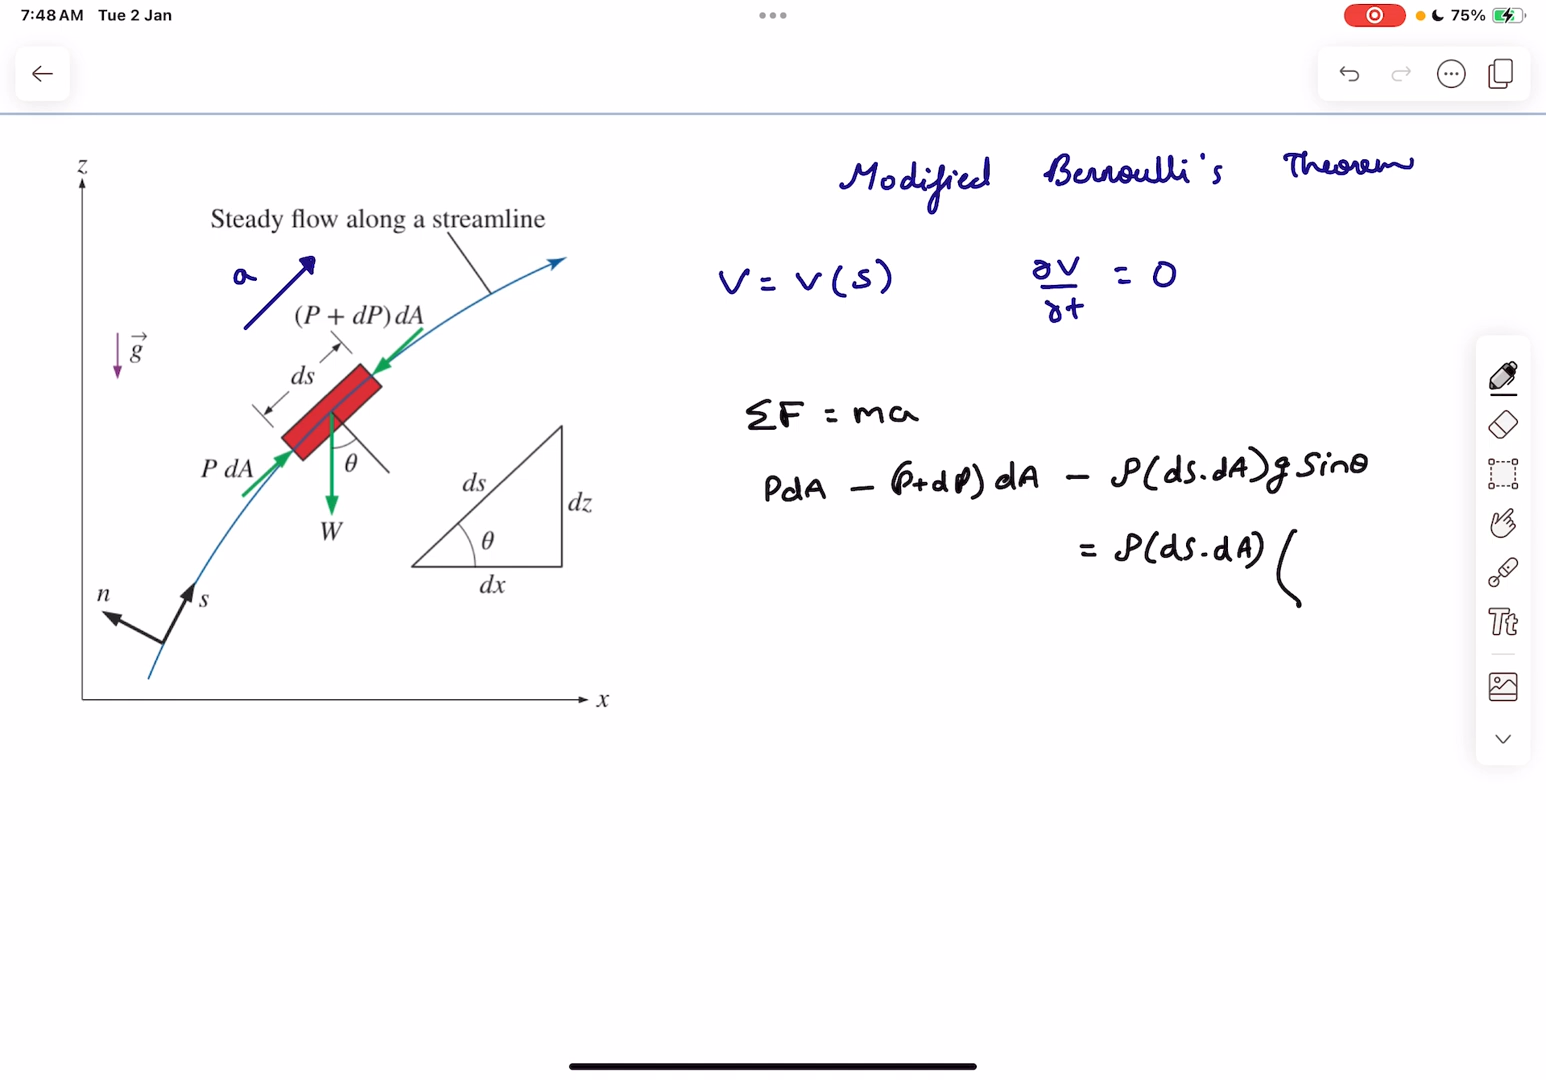 7:48 AM Tue 2 Jan
75%
z
Steady flow along a streamline
a
(P + dP) dA
g
ds
P dA
θ
W
ds
dz
θ
dx
n
s
x
Modified Bernoulli's Theorem
V = V(S)
∂V/∂t = 0
ΣF = ma
PdA - (P+dP) dA - ρ(ds.dA)g Sinθ
= ρ(ds.dA) (
Tt